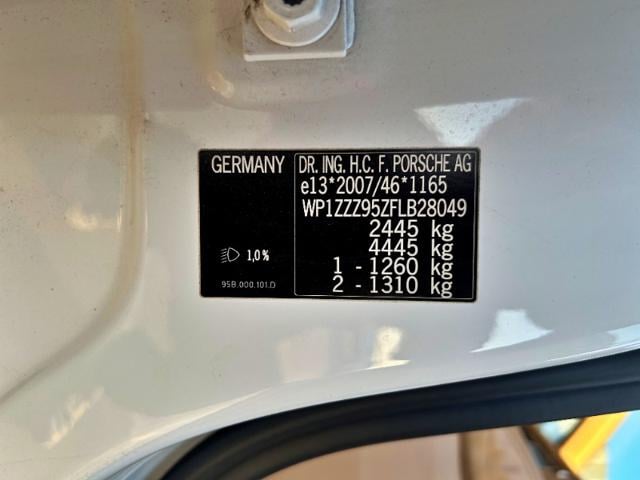 GERMANY
DR. ING. H.C. F. PORSCHE AG
e13*2007/46*1165
WP1ZZZ95ZFLB28049
2445 kg
4445 kg
1 - 1260 kg
2 - 1310 kg
1,0%
95B.000.101.D